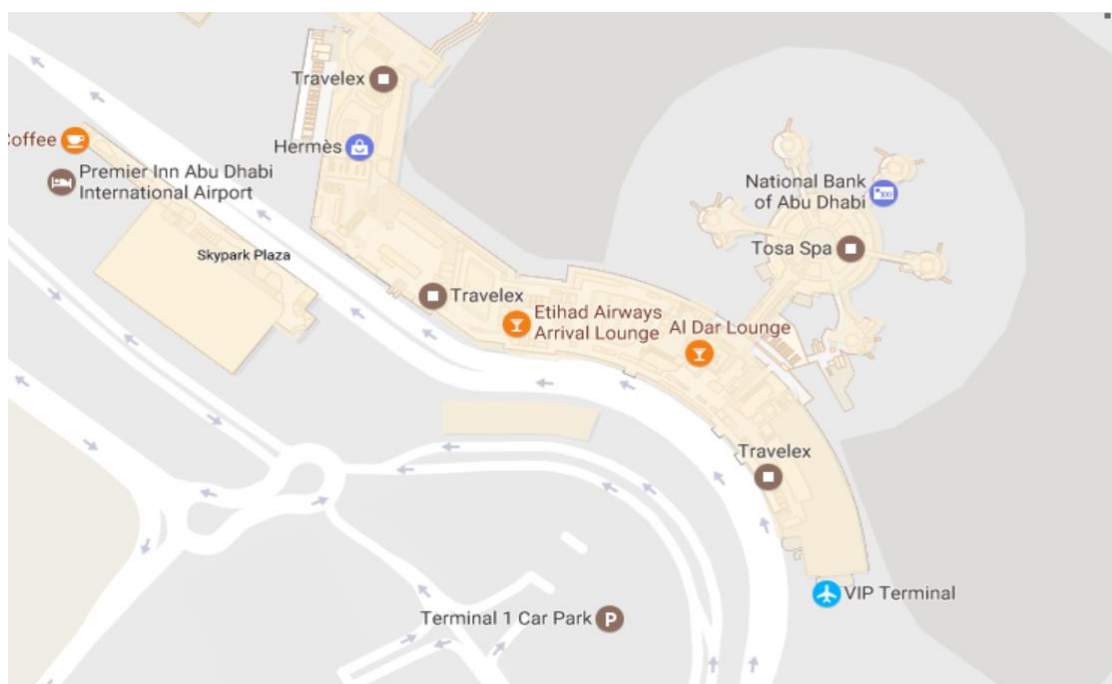 Travelex
Coffee
Hermès
Premier Inn Abu Dhabi
International Airport
National Bank
of Abu Dhabi
Skypark Plaza
Tosa Spa
Travelex
Etihad Airways
Arrival Lounge
Al Dar Lounge
Travelex
VIP Terminal
Terminal 1 Car Park P